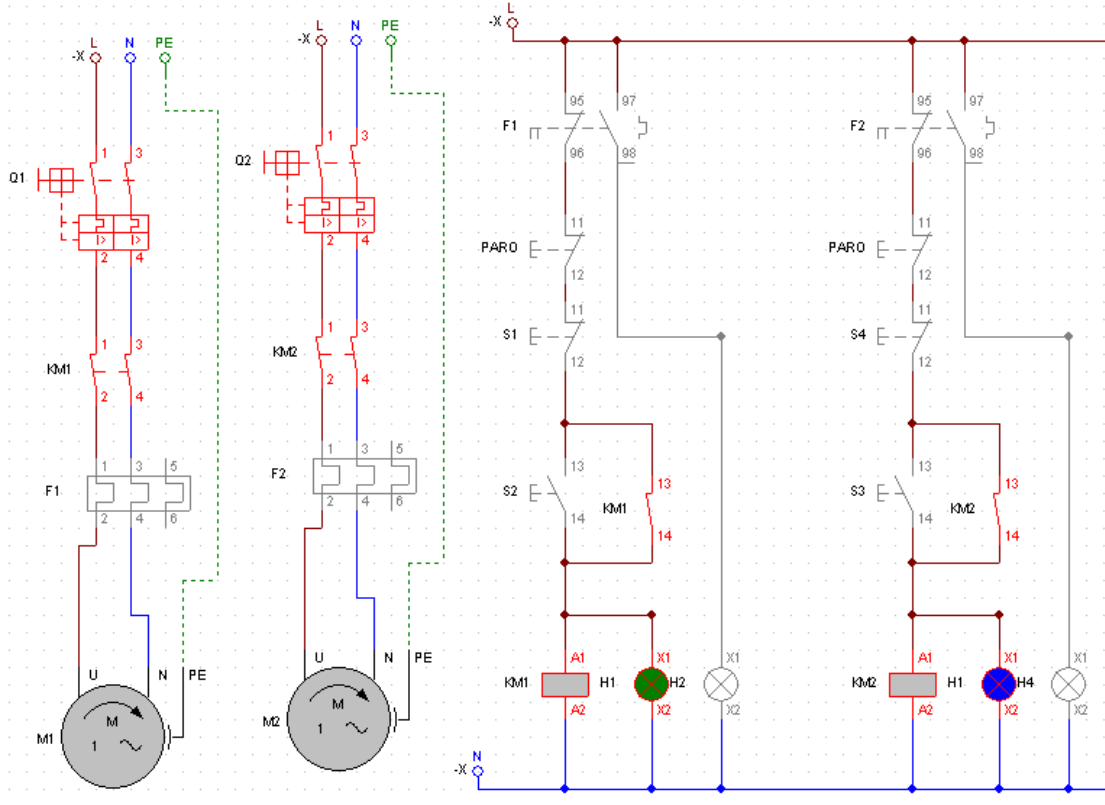 L N PE
-X
Q1
1 3
I> I>
2 4
KM1
1 3
2 4
F1
1 3 5
2 4 6
U N PE
M1
M
1
L N PE
-X
Q2
1 3
I> I>
2 4
KM2
1 3
2 4
F2
1 3 5
2 4 6
U N PE
M2
M
1
L
-X
95 97
F1
96 98
11
PARO
12
11
S1
12
13
S2
14
13
KM1
14
A1 X1 X1
KM1 H1 H2
A2 X2 X2
95 97
F2
96 98
11
PARO
12
11
S4
12
13
S3
14
13
KM2
14
A1 X1 X1
KM2 H1 H4
A2 X2 X2
N
-X